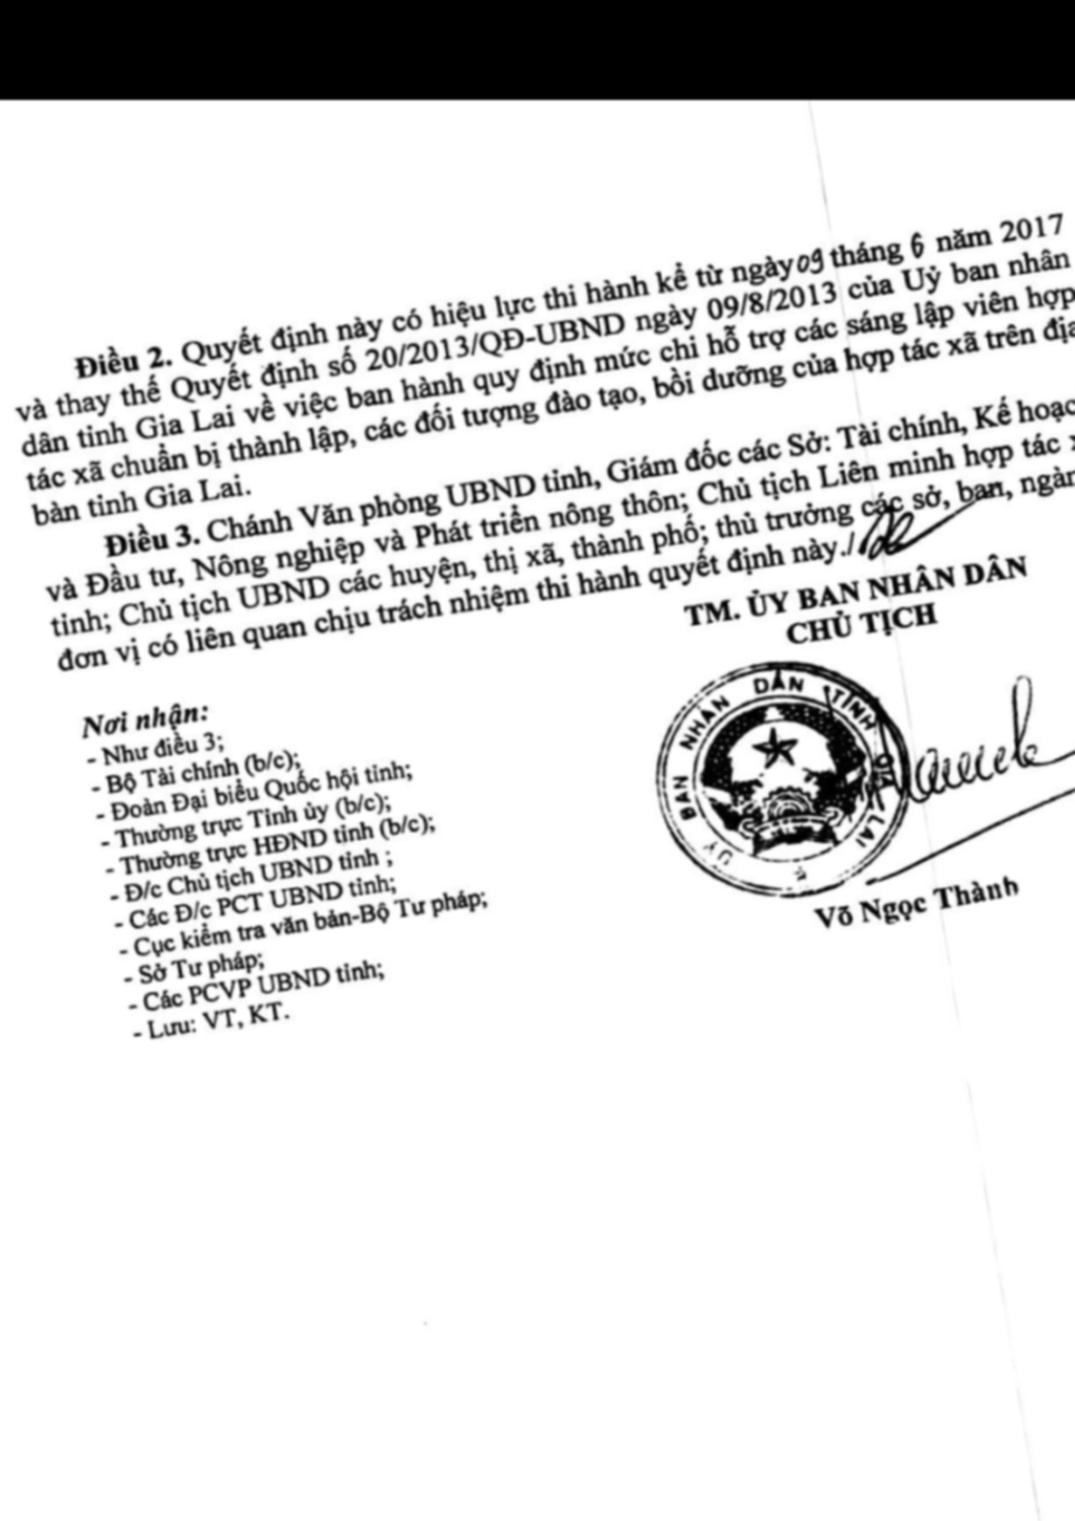 Điều 2. Quyết định này có hiệu lực thi hành kể từ ngày 09 tháng 6 năm 2017
và thay thế Quyết định số 20/2013/QĐ-UBND ngày 09/8/2013 của Uỷ ban nhân
dân tỉnh Gia Lai về việc ban hành quy định mức chi hỗ trợ các sáng lập viên hợp
tác xã chuẩn bị thành lập, các đối tượng đào tạo, bồi dưỡng của hợp tác xã trên địa
bàn tỉnh Gia Lai.
Điều 3. Chánh Văn phòng UBND tỉnh, Giám đốc các Sở: Tài chính, Kế hoạc
và Đầu tư, Nông nghiệp và Phát triển nông thôn; Chủ tịch Liên minh hợp tác x
tỉnh; Chủ tịch UBND các huyện, thị xã, thành phố; thủ trưởng các sở, ban, ngàn
đơn vị có liên quan chịu trách nhiệm thi hành quyết định này./
TM. ỦY BAN NHÂN DÂN
CHỦ TỊCH
Nơi nhận:
- Như điều 3;
- Bộ Tài chính (b/c);
- Đoàn Đại biểu Quốc hội tỉnh;
- Thường trực Tỉnh ủy (b/c);
- Thường trực HĐND tỉnh (b/c);
- Đ/c Chủ tịch UBND tỉnh ;
- Các Đ/c PCT UBND tỉnh;
- Cục kiểm tra văn bản-Bộ Tư pháp;
- Sở Tư pháp;
- Các PCVP UBND tỉnh;
- Lưu: VT, KT.
ỦY BAN NHÂN DÂN TỈNH GIA LAI
Võ Ngọc Thành